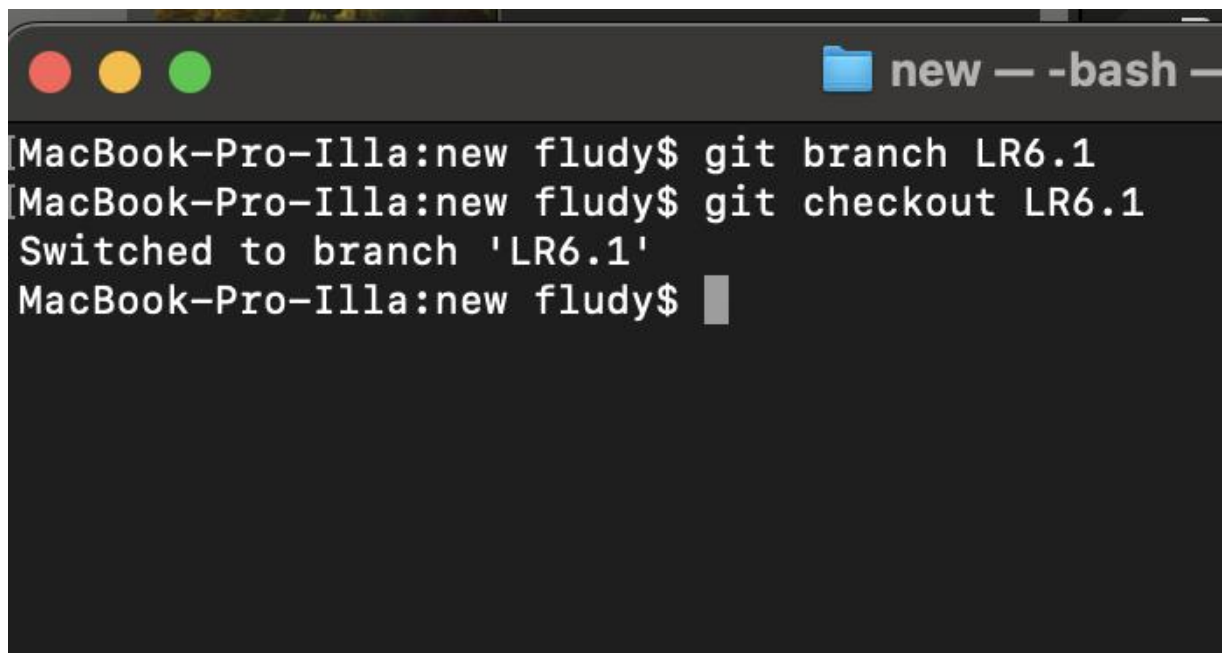 new — -bash —
[MacBook-Pro-Illa:new fludy$ git branch LR6.1
[MacBook-Pro-Illa:new fludy$ git checkout LR6.1
Switched to branch 'LR6.1'
MacBook-Pro-Illa:new fludy$